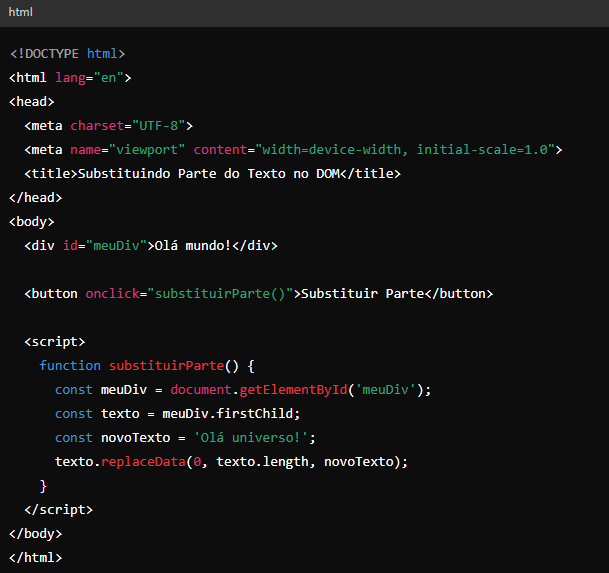 html
<!DOCTYPE html>
<html lang="en">
<head>
  <meta charset="UTF-8">
  <meta name="viewport" content="width=device-width, initial-scale=1.0">
  <title>Substituindo Parte do Texto no DOM</title>
</head>
<body>
  <div id="meuDiv">Olá mundo!</div>

  <button onclick="substituirParte()">Substituir Parte</button>

  <script>
    function substituirParte() {
      const meuDiv = document.getElementById('meuDiv');
      const texto = meuDiv.firstChild;
      const novoTexto = 'Olá universo!';
      texto.replaceData(0, texto.length, novoTexto);
    }
  </script>
</body>
</html>